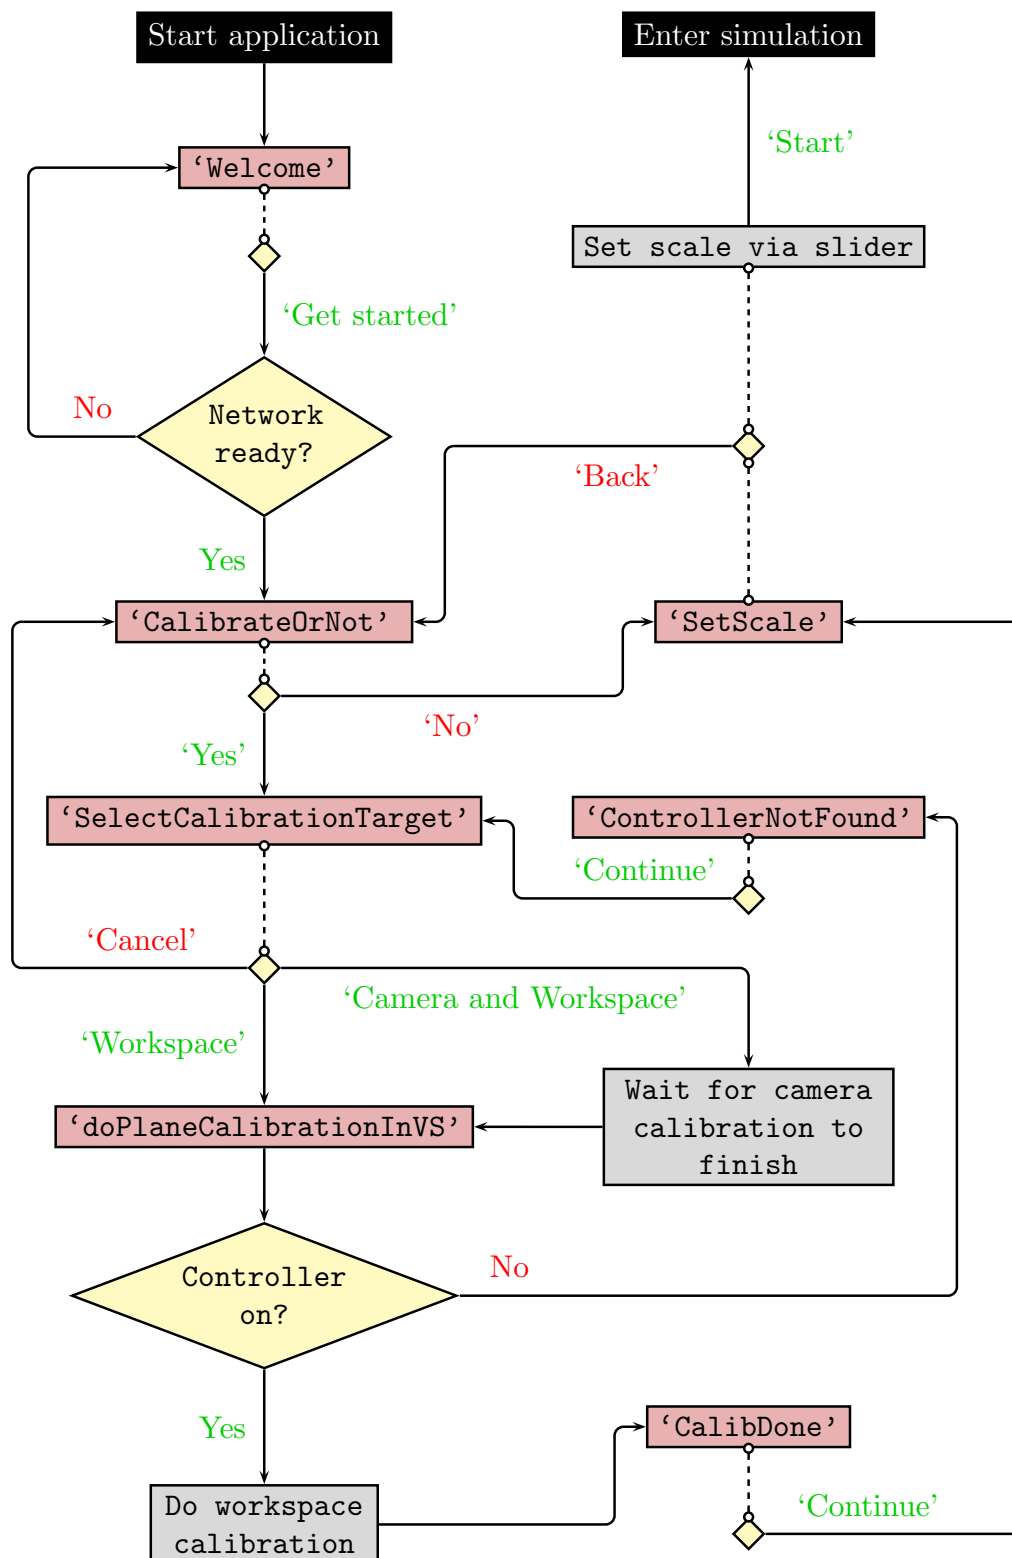 Start application
Enter simulation
‘Start’
‘Welcome’
Set scale via slider
‘Get started’
No
Network
ready?
‘Back’
Yes
‘CalibrateOrNot’
‘SetScale’
‘No’
‘Yes’
‘SelectCalibrationTarget’
‘ControllerNotFound’
‘Continue’
‘Cancel’
‘Camera and Workspace’
‘Workspace’
Wait for camera
calibration to
finish
‘doPlaneCalibrationInVS’
Controller
on?
No
Yes
‘CalibDone’
Do workspace
calibration
‘Continue’